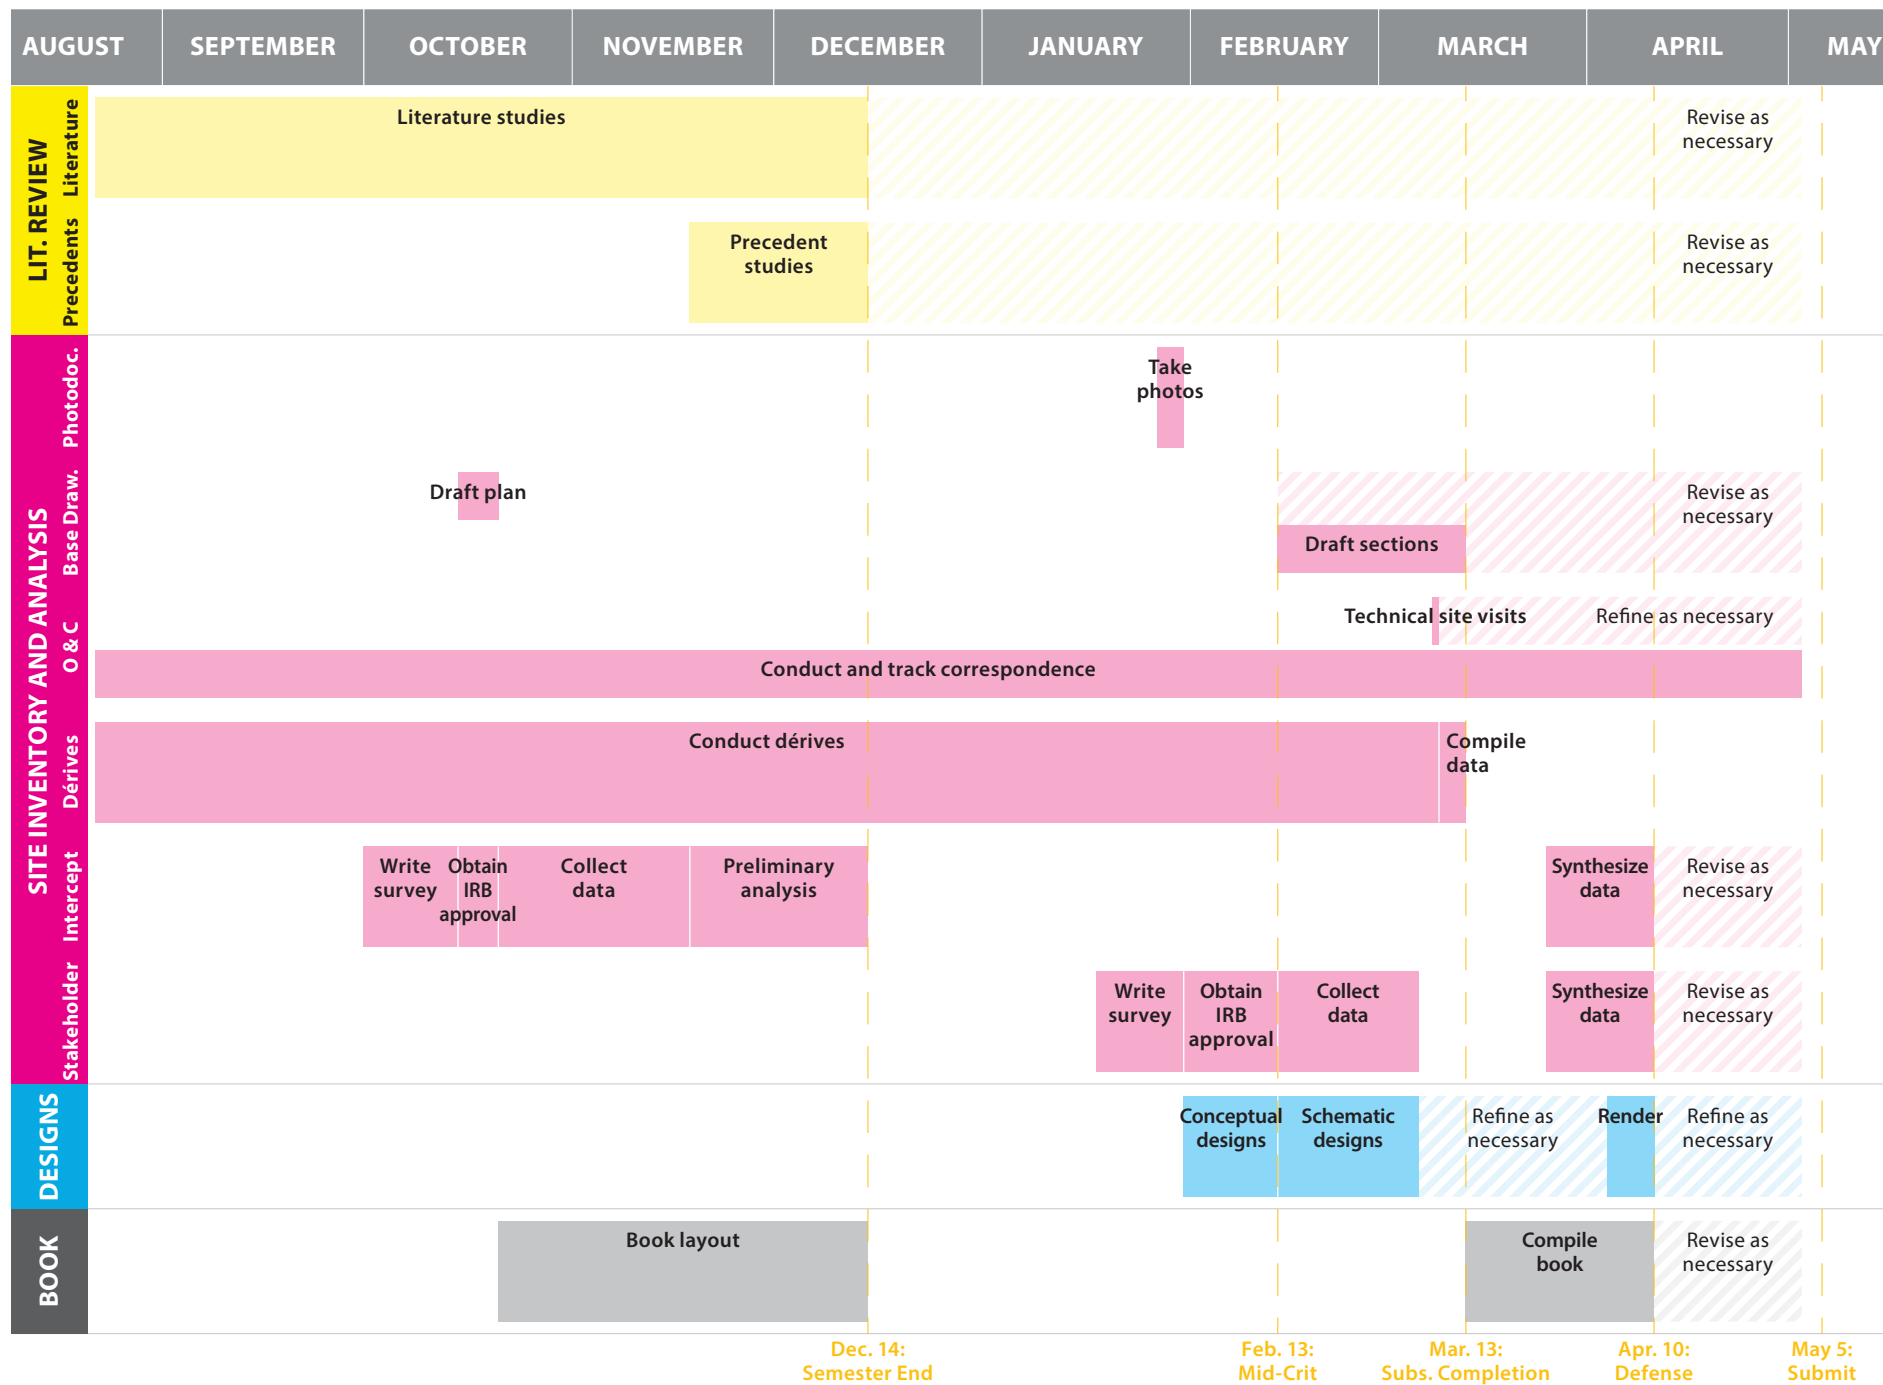 AUGUST SEPTEMBER OCTOBER NOVEMBER DECEMBER JANUARY FEBRUARY MARCH APRIL MAY
LIT. REVIEW
Literature
Literature studies
Revise as
necessary
Precedents
Precedent
studies
Revise as
necessary
SITE INVENTORY AND ANALYSIS
Photodoc.
Take
photos
Base Draw.
Draft plan
Revise as
necessary
Draft sections
O & C
Technical site visits
Refine as necessary
Conduct and track correspondence
Dérives
Conduct dérives
Compile
data
Intercept
Write
survey
Obtain
IRB
approval
Collect
data
Preliminary
analysis
Synthesize
data
Revise as
necessary
Stakeholder
Write
survey
Obtain
IRB
approval
Collect
data
Synthesize
data
Revise as
necessary
DESIGNS
Conceptual
designs
Schematic
designs
Refine as
necessary
Render
Refine as
necessary
BOOK
Book layout
Compile
book
Revise as
necessary
Dec. 14:
Semester End
Feb. 13:
Mid-Crit
Mar. 13:
Subs. Completion
Apr. 10:
Defense
May 5:
Submit